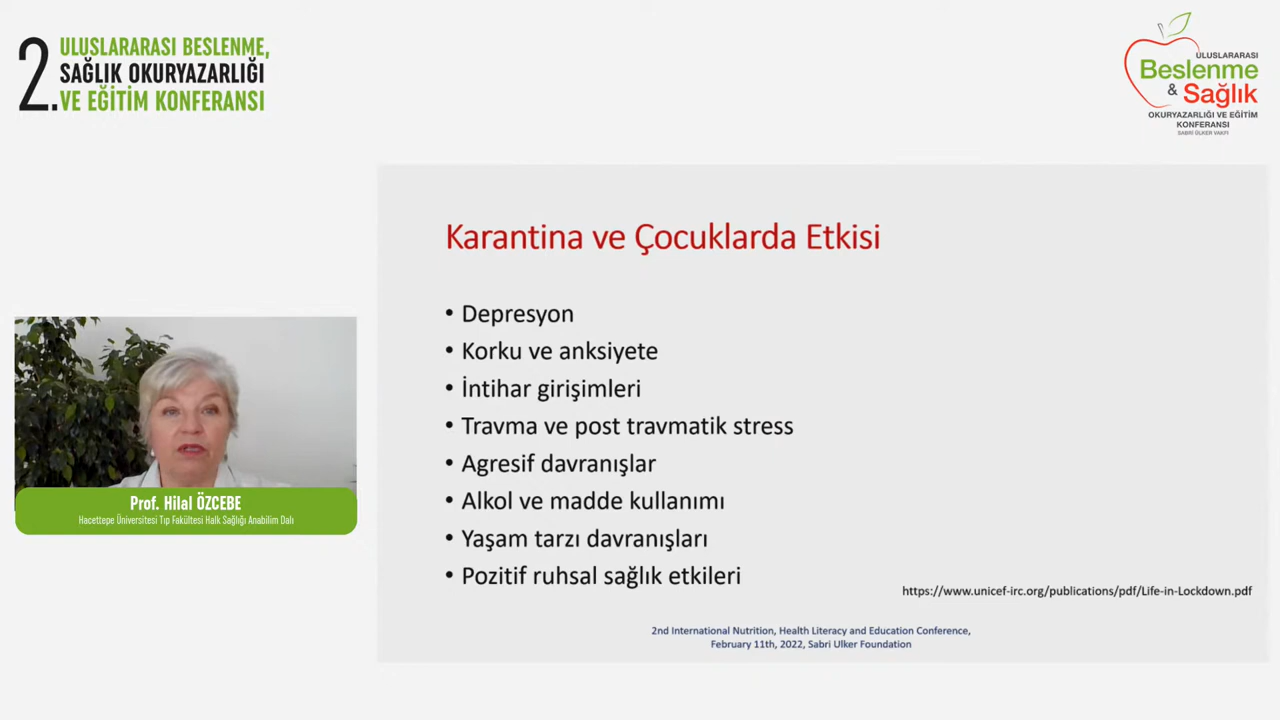 2.
ULUSLARARASI BESLENME,
SAĞLIK OKURYAZARLIĞI
VE EĞİTİM KONFERANSI
ULUSLARARASI
Beslenme
& Sağlık
OKURYAZARLIĞI VE EĞİTİM
KONFERANSI
SABRİ ÜLKER VAKFI
Karantina ve Çocuklarda Etkisi
• Depresyon
• Korku ve anksiyete
• İntihar girişimleri
• Travma ve post travmatik stress
• Agresif davranışlar
• Alkol ve madde kullanımı
• Yaşam tarzı davranışları
• Pozitif ruhsal sağlık etkileri
https://www.unicef-irc.org/publications/pdf/Life-in-Lockdown.pdf
2nd International Nutrition, Health Literacy and Education Conference,
February 11th, 2022, Sabri Ulker Foundation
Prof. Hilal ÖZCEBE
Hacettepe Üniversitesi Tıp Fakültesi Halk Sağlığı Anabilim Dalı